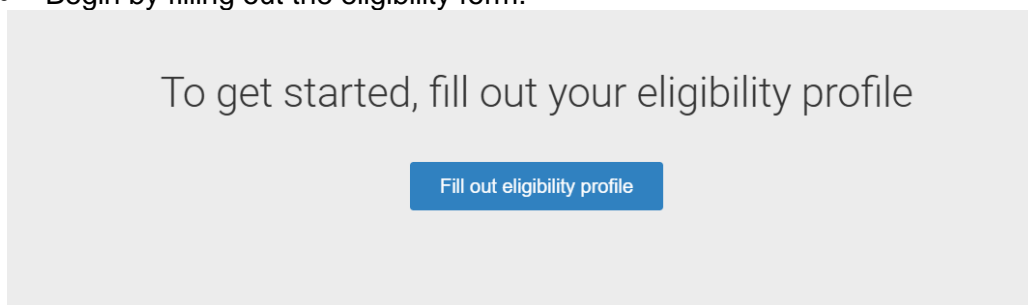 Begin by filling out the eligibility form.
To get started, fill out your eligibility profile
Fill out eligibility profile